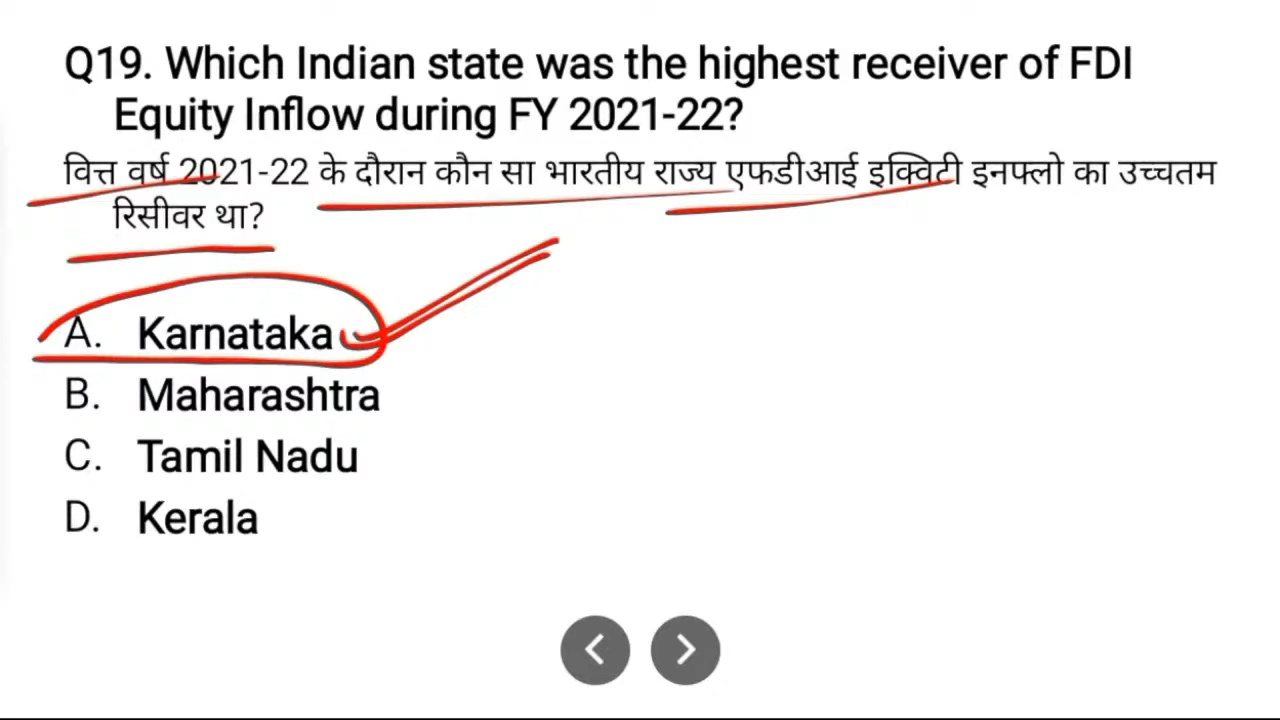 Q19. Which Indian state was the highest receiver of FDI
Equity Inflow during FY 2021-22?
वित्त वर्ष 2021-22 के दौरान कौन सा भारतीय राज्य एफडीआई इक्विटी इनफ्लो का उच्चतम
रिसीवर था?
A. Karnataka
B. Maharashtra
C. Tamil Nadu
D. Kerala